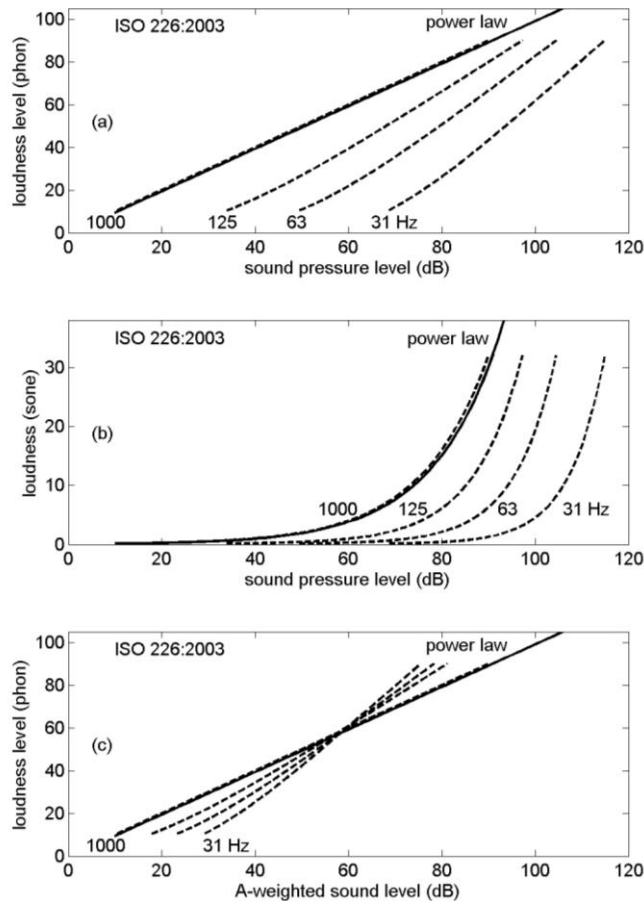 ISO 226:2003
power law
100
80
60
40
20
0
loudness level (phon)
(a)
1000
125
63
31 Hz
0 20 40 60 80 100 120
sound pressure level (dB)
ISO 226:2003
power law
30
20
10
0
loudness (sone)
(b)
1000
125
63
31 Hz
0 20 40 60 80 100 120
sound pressure level (dB)
ISO 226:2003
power law
100
80
60
40
20
0
loudness level (phon)
(c)
1000
31 Hz
0 20 40 60 80 100 120
A-weighted sound level (dB)